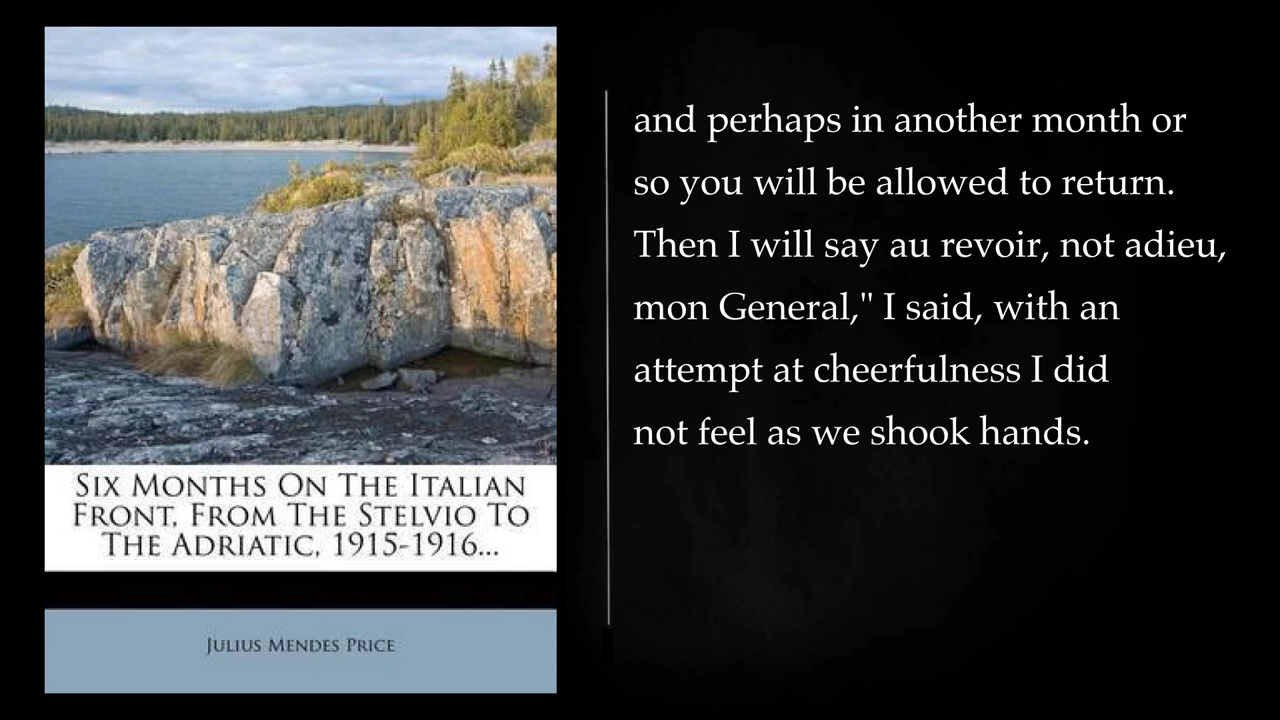 SIX MONTHS ON THE ITALIAN
FRONT, FROM THE STELVIO TO
THE ADRIATIC, 1915-1916...
JULIUS MENDES PRICE
and perhaps in another month or
so you will be allowed to return.
Then I will say au revoir, not adieu,
mon General," I said, with an
attempt at cheerfulness I did
not feel as we shook hands.